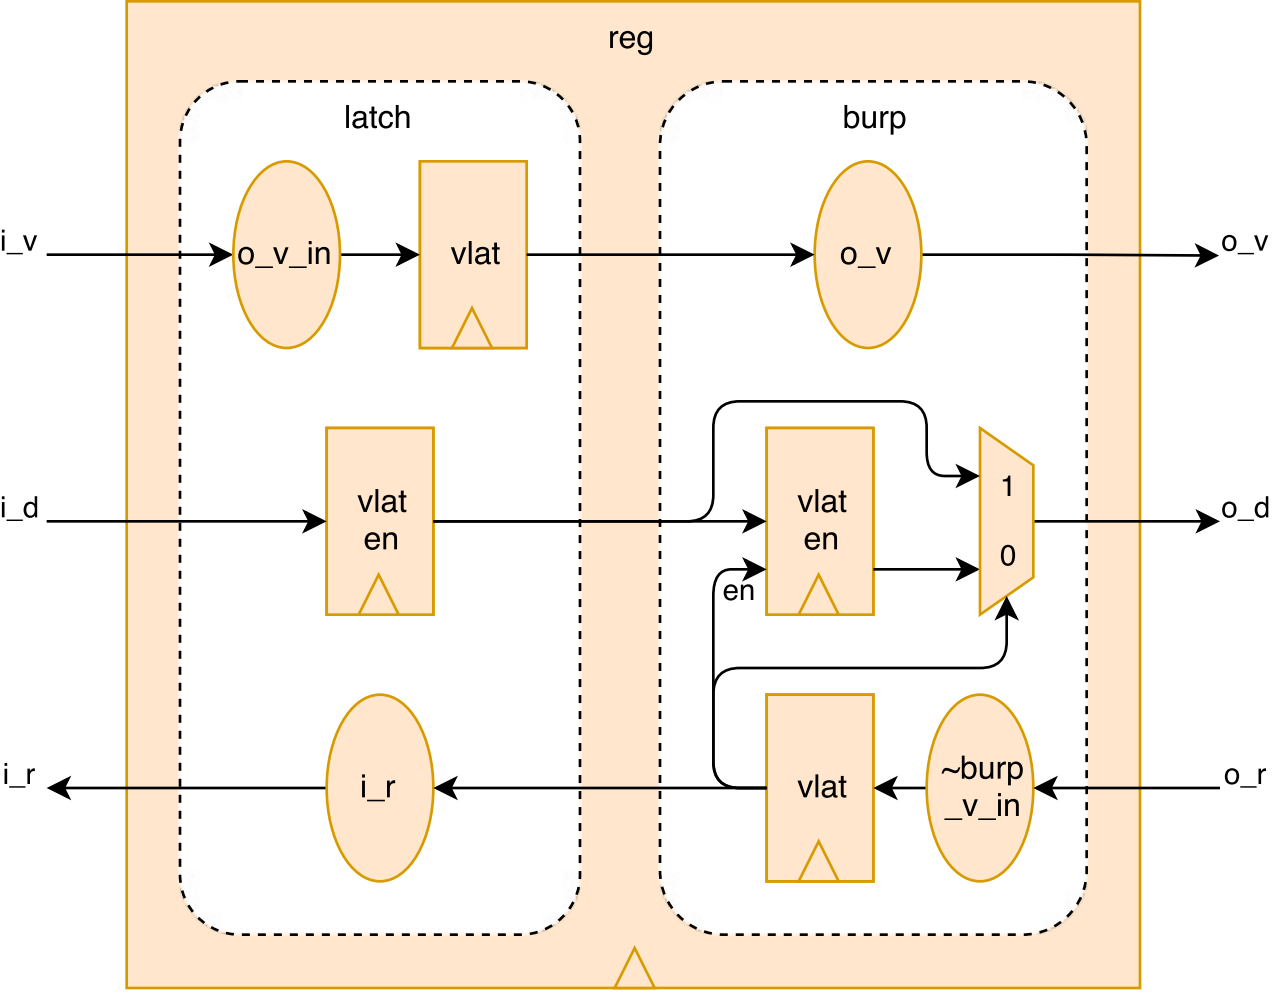 reg
latch
burp
i_v
o_v_in
vlat
o_v
o_v
i_d
vlat
en
vlat
en
en
1
0
o_d
i_r
i_r
vlat
~burp
_v_in
o_r